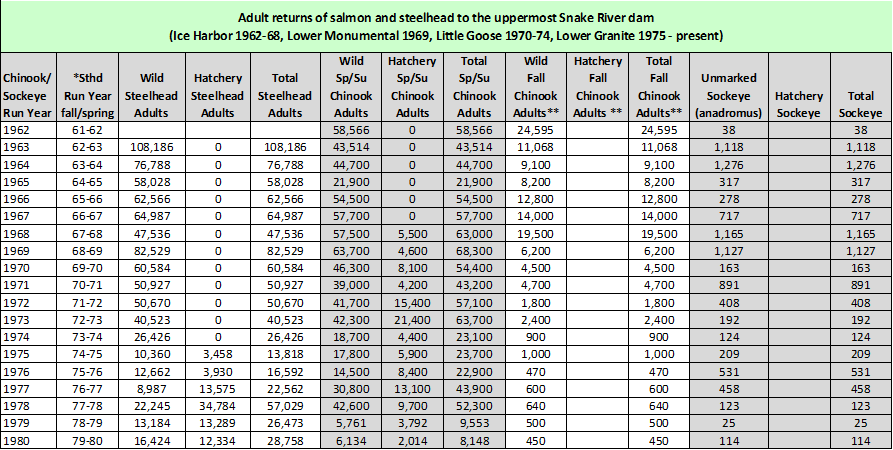 Adult returns of salmon and steelhead to the uppermost Snake River dam
(Ice Harbor 1962-68, Lower Monumental 1969, Little Goose 1970-74, Lower Granite 1975 - present)
Wild Hatchery Total Wild Hatchery Total
Chinook/ *Sthd Wild Hatchery Total Sp/Su Sp/Su Sp/Su Fall Fall Fall Unmarked
Sockeye Run Year Steelhead Steelhead Steelhead Chinook Chinook Chinook Chinook Chinook Chinook Sockeye Hatchery Total
Run Year fall/spring Adults Adults Adults Adults Adults Adults Adults** Adults ** Adults** (anadromus) Sockeye Sockeye
1962 61-62 58,566 0 58,566 24,595 24,595 38 38
1963 62-63 108,186 0 108,186 43,514 0 43,514 11,068 11,068 1,118 1,118
1964 63-64 76,788 0 76,788 44,700 0 44,700 9,100 9,100 1,276 1,276
1965 64-65 58,028 0 58,028 21,900 0 21,900 8,200 8,200 317 317
1966 65-66 62,566 0 62,566 54,500 0 54,500 12,800 12,800 278 278
1967 66-67 64,987 0 64,987 57,700 0 57,700 14,000 14,000 717 717
1968 67-68 47,536 0 47,536 57,500 5,500 63,000 19,500 19,500 1,165 1,165
1969 68-69 82,529 0 82,529 63,700 4,600 68,300 6,200 6,200 1,127 1,127
1970 69-70 60,584 0 60,584 46,300 8,100 54,400 4,500 4,500 163 163
1971 70-71 50,927 0 50,927 39,000 4,200 43,200 4,700 4,700 891 891
1972 71-72 50,670 0 50,670 41,700 15,400 57,100 1,800 1,800 408 408
1973 72-73 40,523 0 40,523 42,300 21,400 63,700 2,400 2,400 192 192
1974 73-74 26,426 0 26,426 18,700 4,400 23,100 900 900 124 124
1975 74-75 10,360 3,458 13,818 17,800 5,900 23,700 1,000 1,000 209 209
1976 75-76 12,662 3,930 16,592 14,500 8,400 22,900 470 470 531 531
1977 76-77 8,987 13,575 22,562 30,800 13,100 43,900 600 600 458 458
1978 77-78 22,245 34,784 57,029 42,600 9,700 52,300 640 640 123 123
1979 78-79 13,184 13,289 26,473 5,761 3,792 9,553 500 500 25 25
1980 79-80 16,424 12,334 28,758 6,134 2,014 8,148 450 450 114 114